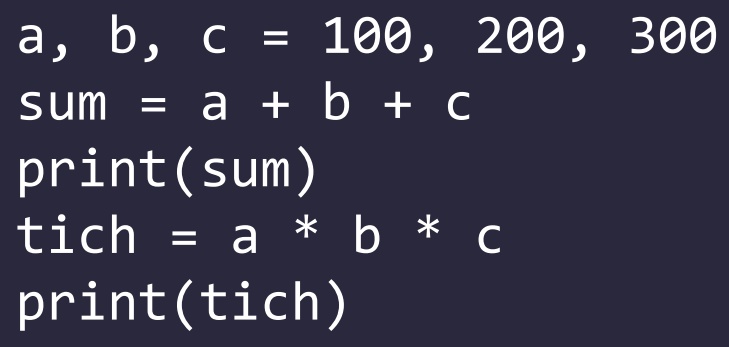 a, b, c = 100, 200, 300
sum = a + b + c
print(sum)
tich = a * b * c
print(tich)